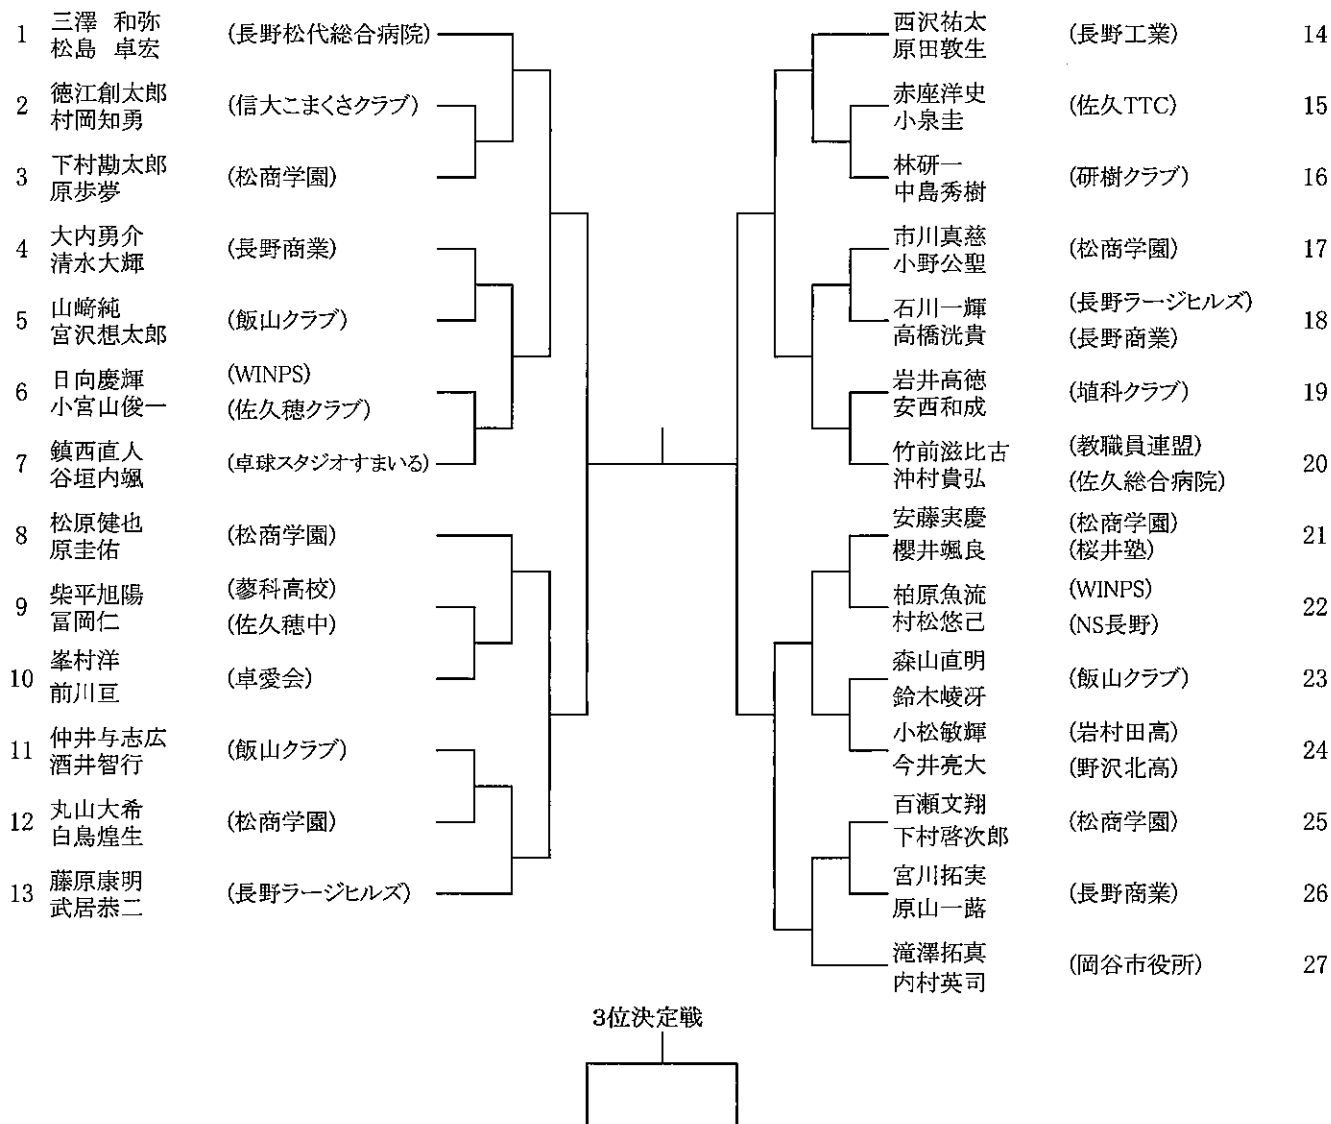 1 三澤 和弥 (長野松代総合病院)
松島 卓宏
2 徳江創太郎 (信大こまくさクラブ)
村岡知勇
3 下村勘太郎 (松商学園)
原歩夢
4 大内勇介 (長野商業)
清水大輝
5 山﨑純 (飯山クラブ)
宮沢想太郎
6 日向慶輝 (WINPS)
小宮山俊一 (佐久穂クラブ)
7 鎮西直人 (卓球スタジオすまいる)
谷垣内颯
8 松原健也 (松商学園)
原圭佑
9 柴平旭陽 (蓼科高校)
冨岡仁 (佐久穂中)
10 峯村洋 (卓愛会)
前川亘
11 仲井与志広 (飯山クラブ)
酒井智行
12 丸山大希 (松商学園)
白鳥煌生
13 藤原康明 (長野ラージヒルズ)
武居恭二
西沢祐太 (長野工業) 14
原田敦生
赤座洋史 (佐久TTC) 15
小泉圭
林研一 (研樹クラブ) 16
中島秀樹
市川真慈 (松商学園) 17
小野公聖
石川一輝 (長野ラージヒルズ) 18
高橋洸貴 (長野商業)
岩井高徳 (埴科クラブ) 19
安西和成
竹前滋比古 (教職員連盟) 20
沖村貴弘 (佐久総合病院)
安藤実慶 (松商学園) 21
櫻井颯良 (桜井塾)
柏原魚流 (WINPS) 22
村松悠己 (NS長野)
森山直明 (飯山クラブ) 23
鈴木崚冴
小松敏輝 (岩村田高) 24
今井亮大 (野沢北高)
百瀬文翔 (松商学園) 25
下村啓次郎
宮川拓実 (長野商業) 26
原山一蕗
滝澤拓真 (岡谷市役所) 27
内村英司
3位決定戦